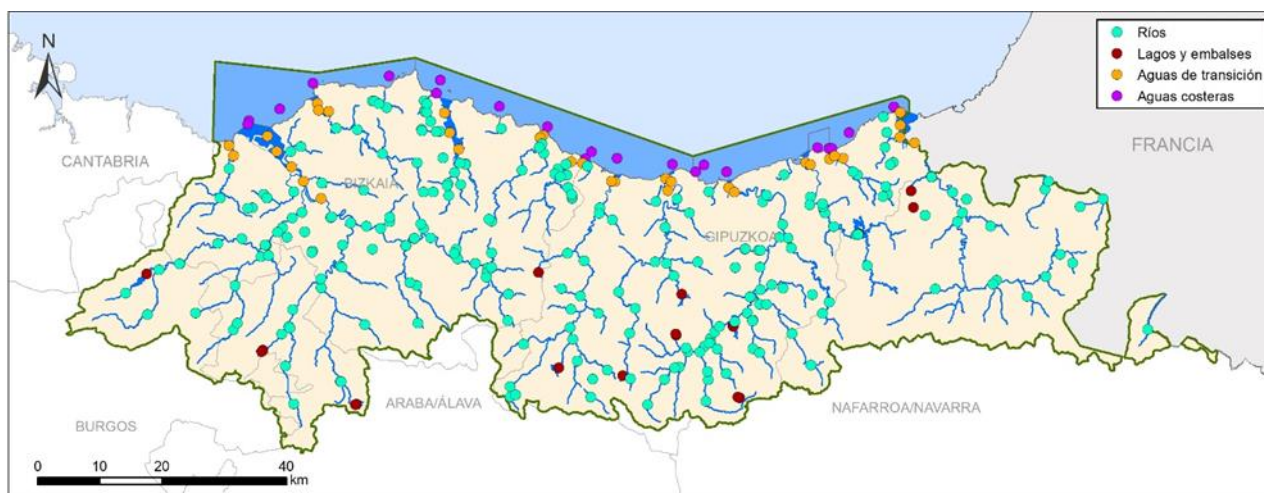 N
Ríos
Lagos y embalses
Aguas de transición
Aguas costeras
FRANCIA
CANTABRIA
BIZKAIA
GIPUZKOA
ARABA/ÁLAVA
NAFARROA/NAVARRA
BURGOS
0 10 20 40
km